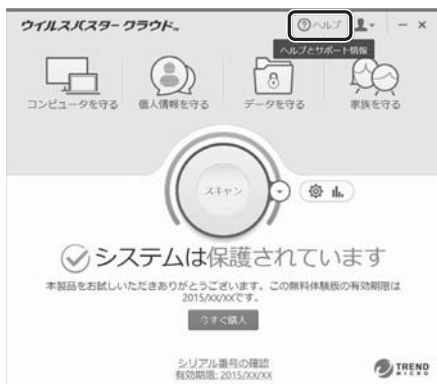 ウイルスバスター クラウド™
?ヘルプ
ヘルプとサポート情報
コンピュータを守る
個人情報を守る
データを守る
家族を守る
スキャン
システムは保護されています
本製品をお試しいただきありがとうございます。この無料体験版の有効期限は
2015/XX/XXです。
今すぐ購入
シリアル番号の確認
有効期限: 2015/XX/XX
TREND
MICRO